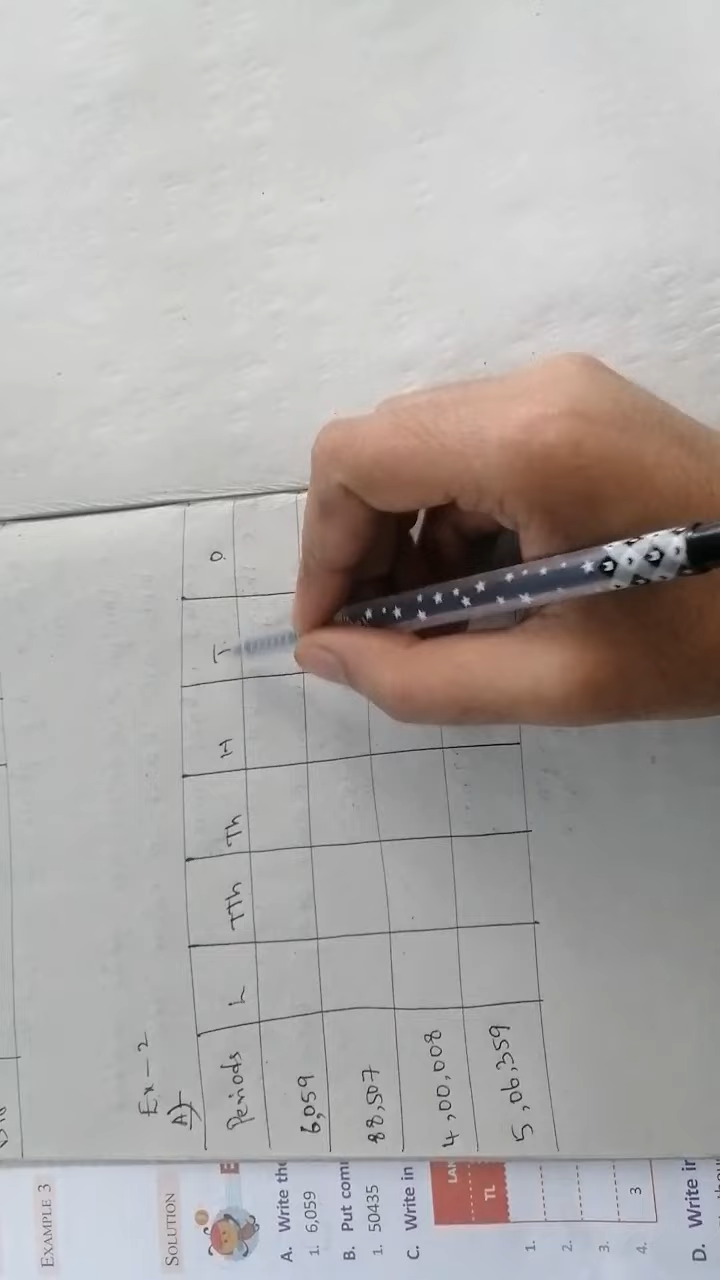 Ex-2
A)
Periods L TTh Th H T O
6,059
88,507
4,00,008
5,06,359
EXAMPLE 3
SOLUTION
A. Write the
1. 6,059
B. Put
1. 50435
C. Write in
TL
1.
2.
3.
4. 3
D. Write in